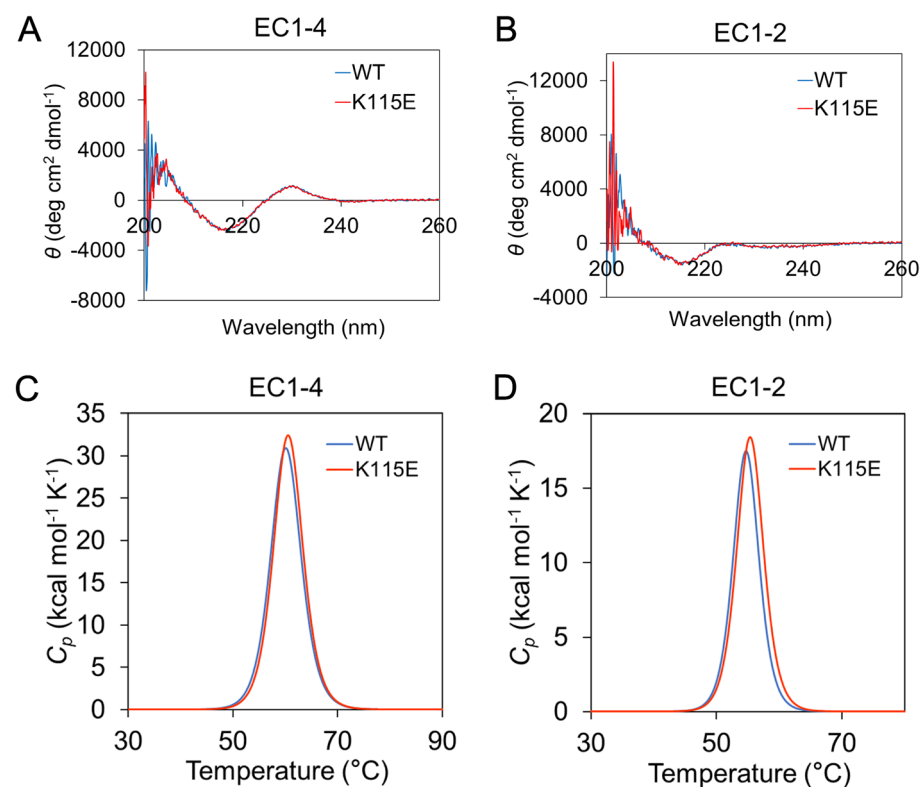 A
EC1-4
12000
8000
4000
0
-4000
-8000
200
220
240
260
WT
K115E
θ (deg cm² dmol⁻¹)
Wavelength (nm)
B
EC1-2
12000
8000
4000
0
-4000
200
220
240
260
WT
K115E
θ (deg cm² dmol⁻¹)
Wavelength (nm)
C
EC1-4
35
30
25
20
15
10
5
0
30
50
70
90
WT
K115E
Cₚ (kcal mol⁻¹ K⁻¹)
Temperature (°C)
D
EC1-2
20
15
10
5
0
30
50
70
WT
K115E
Cₚ (kcal mol⁻¹ K⁻¹)
Temperature (°C)